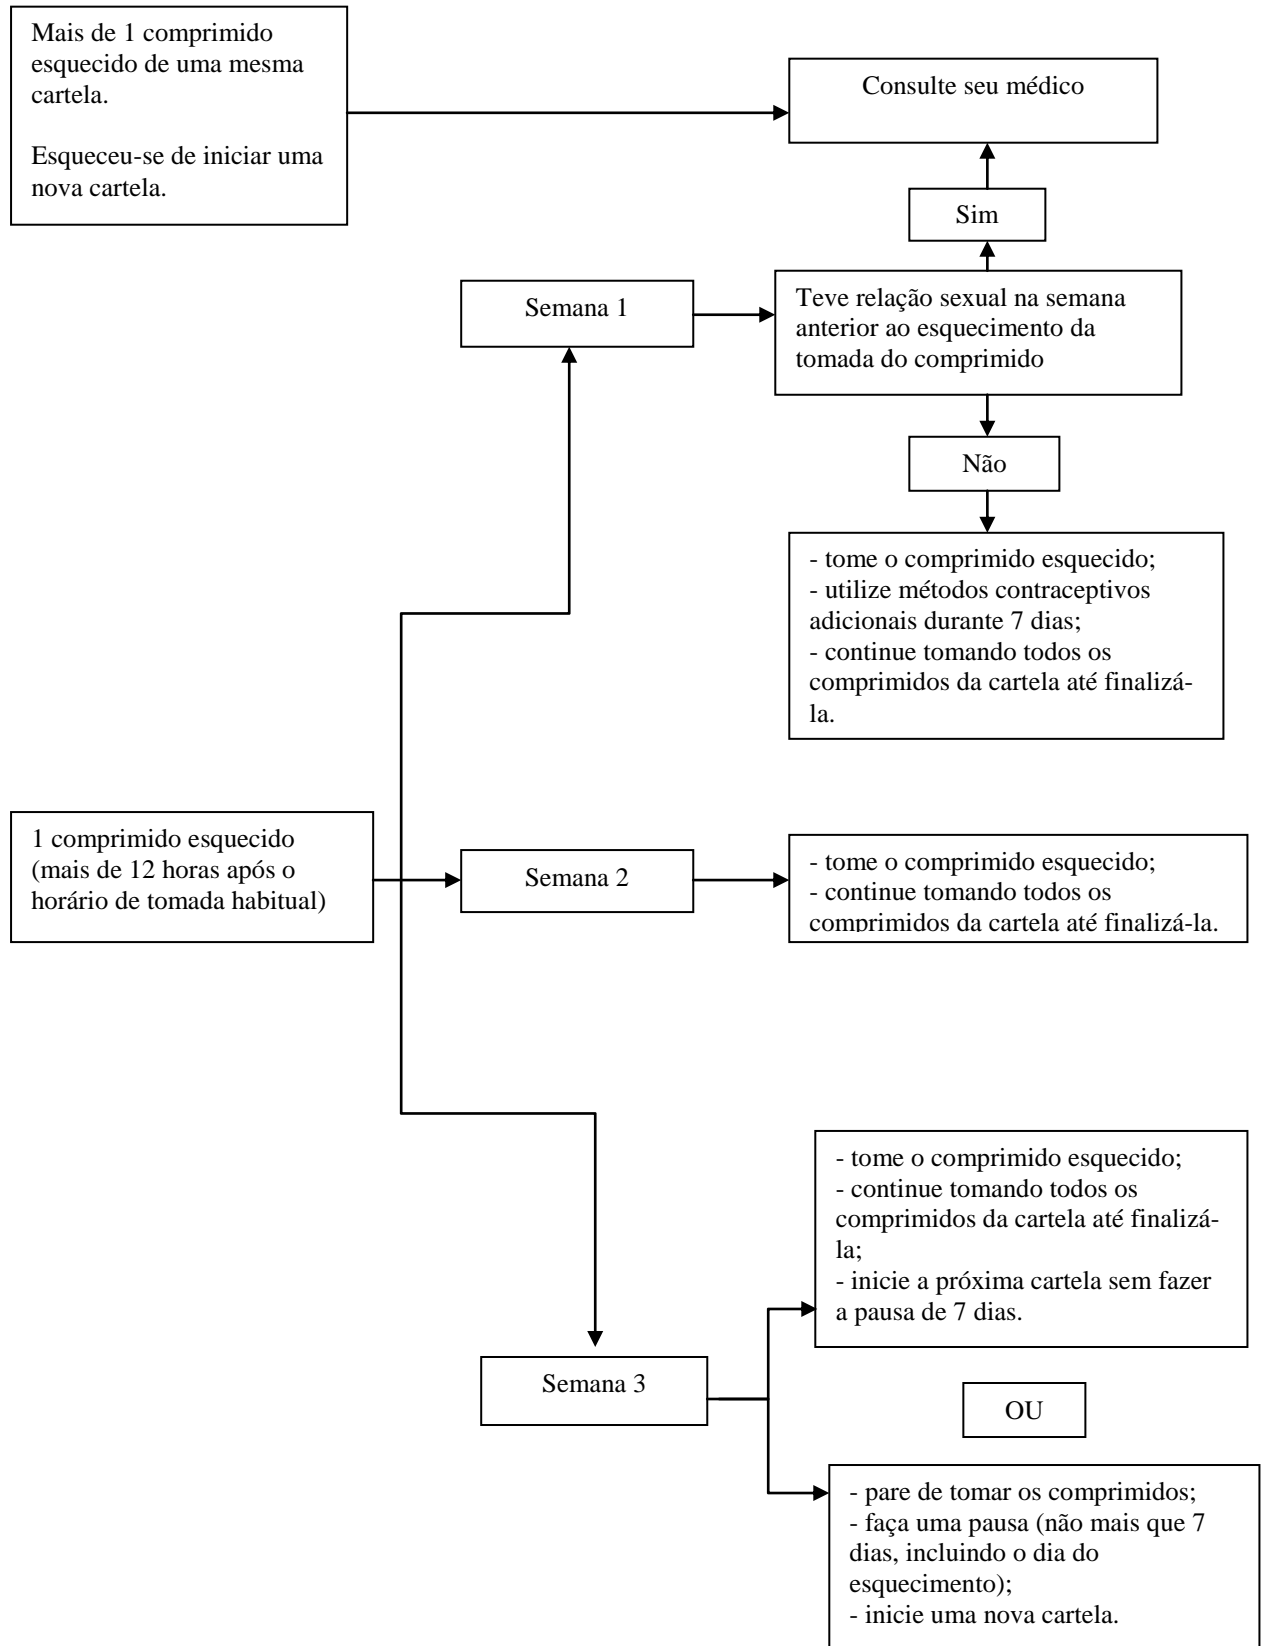 Mais de 1 comprimido
esquecido de uma mesma
cartela.
Esqueceu-se de iniciar uma
nova cartela.
Consulte seu médico
Sim
Semana 1
Teve relação sexual na semana
anterior ao esquecimento da
tomada do comprimido
Não
- tome o comprimido esquecido;
- utilize métodos contraceptivos
adicionais durante 7 dias;
- continue tomando todos os
comprimidos da cartela até finalizá-
la.
1 comprimido esquecido
(mais de 12 horas após o
horário de tomada habitual)
Semana 2
- tome o comprimido esquecido;
- continue tomando todos os
comprimidos da cartela até finalizá-la.
- tome o comprimido esquecido;
- continue tomando todos os
comprimidos da cartela até finalizá-
la;
- inicie a próxima cartela sem fazer
a pausa de 7 dias.
Semana 3
OU
- pare de tomar os comprimidos;
- faça uma pausa (não mais que 7
dias, incluindo o dia do
esquecimento);
- inicie uma nova cartela.